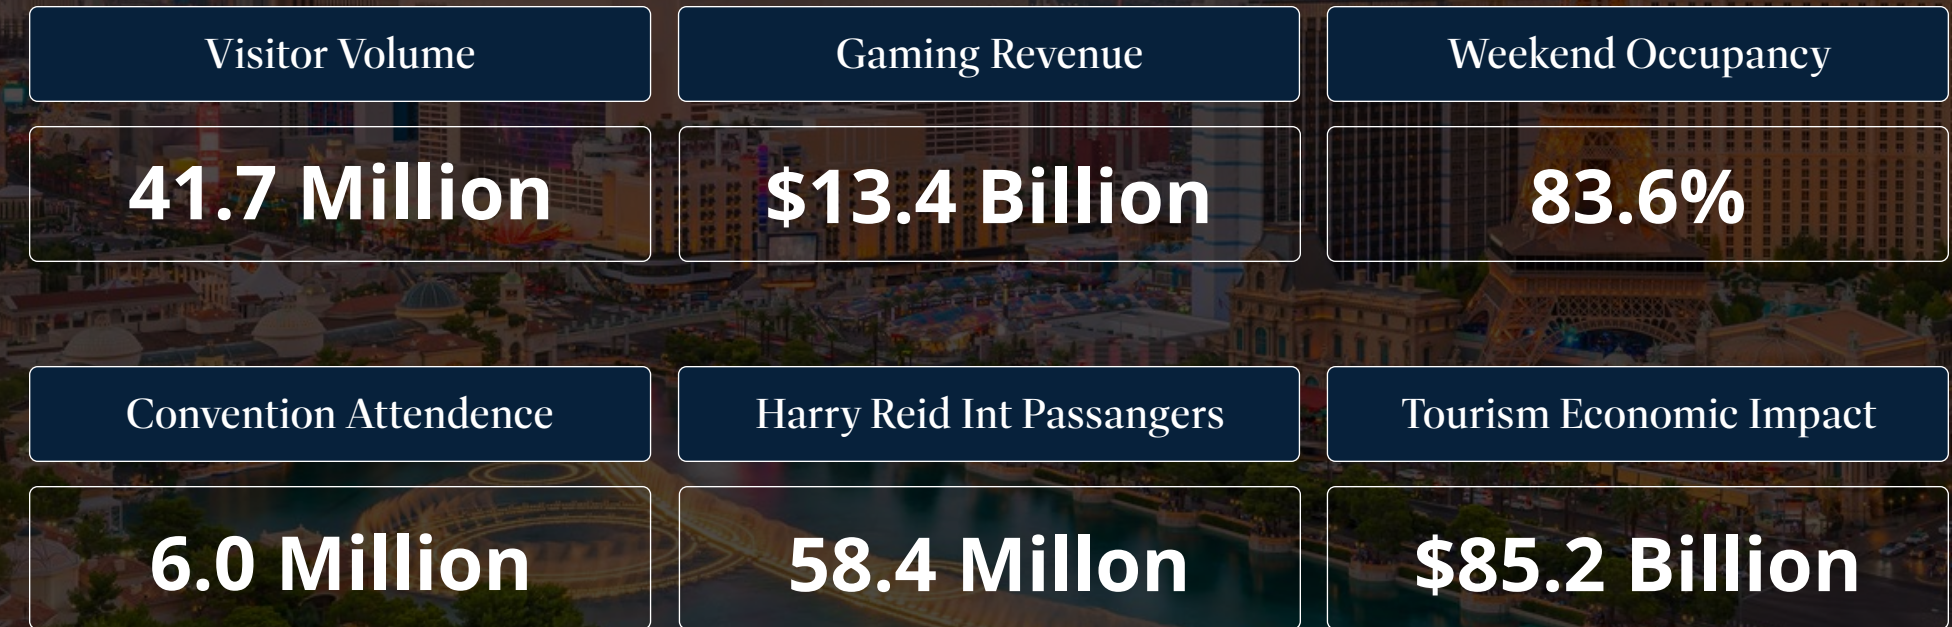 Visitor Volume
Gaming Revenue
Weekend Occupancy
41.7 Million
$13.4 Billion
83.6%
Convention Attendence
Harry Reid Int Passangers
Tourism Economic Impact
6.0 Million
58.4 Millon
$85.2 Billion